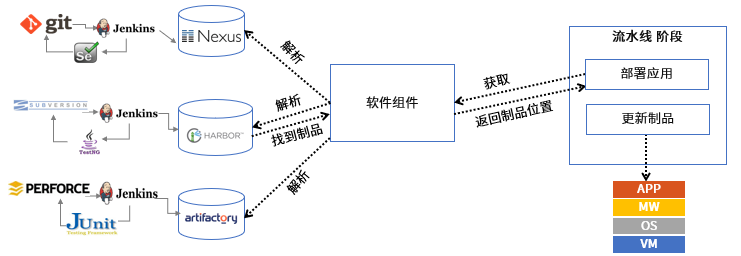 git
Jenkins
Se
Nexus
解析
SUBVERSION
Jenkins
TestNG
HARBOR™
解析
找到制品
PERFORCE
Jenkins
JUnit
Testing Framework
artifactory
解析
软件组件
获取
返回制品位置
流水线 阶段
部署应用
更新制品
APP
MW
OS
VM